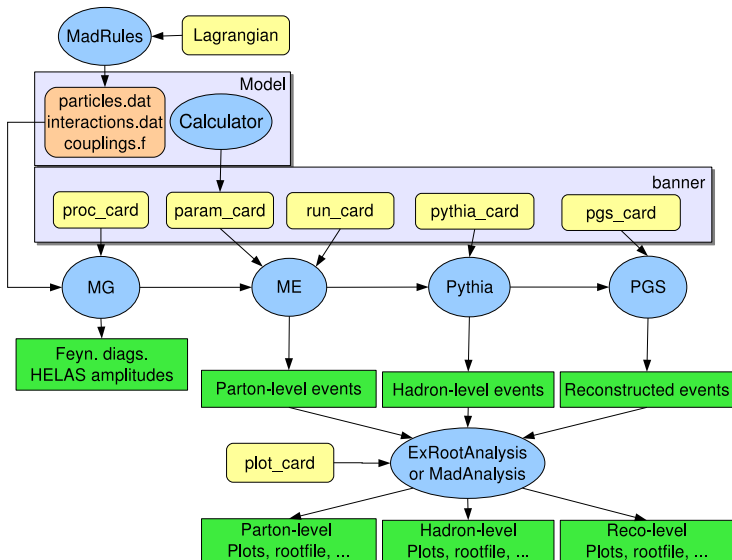 MadRules
Lagrangian
Model
particles.dat
interactions.dat
couplings.f
Calculator
banner
proc_card
param_card
run_card
pythia_card
pgs_card
MG
ME
Pythia
PGS
Feyn. diags.
HELAS amplitudes
Parton-level events
Hadron-level events
Reconstructed events
plot_card
ExRootAnalysis
or MadAnalysis
Parton-level
Plots, rootfile, ...
Hadron-level
Plots, rootfile, ...
Reco-level
Plots, rootfile, ...